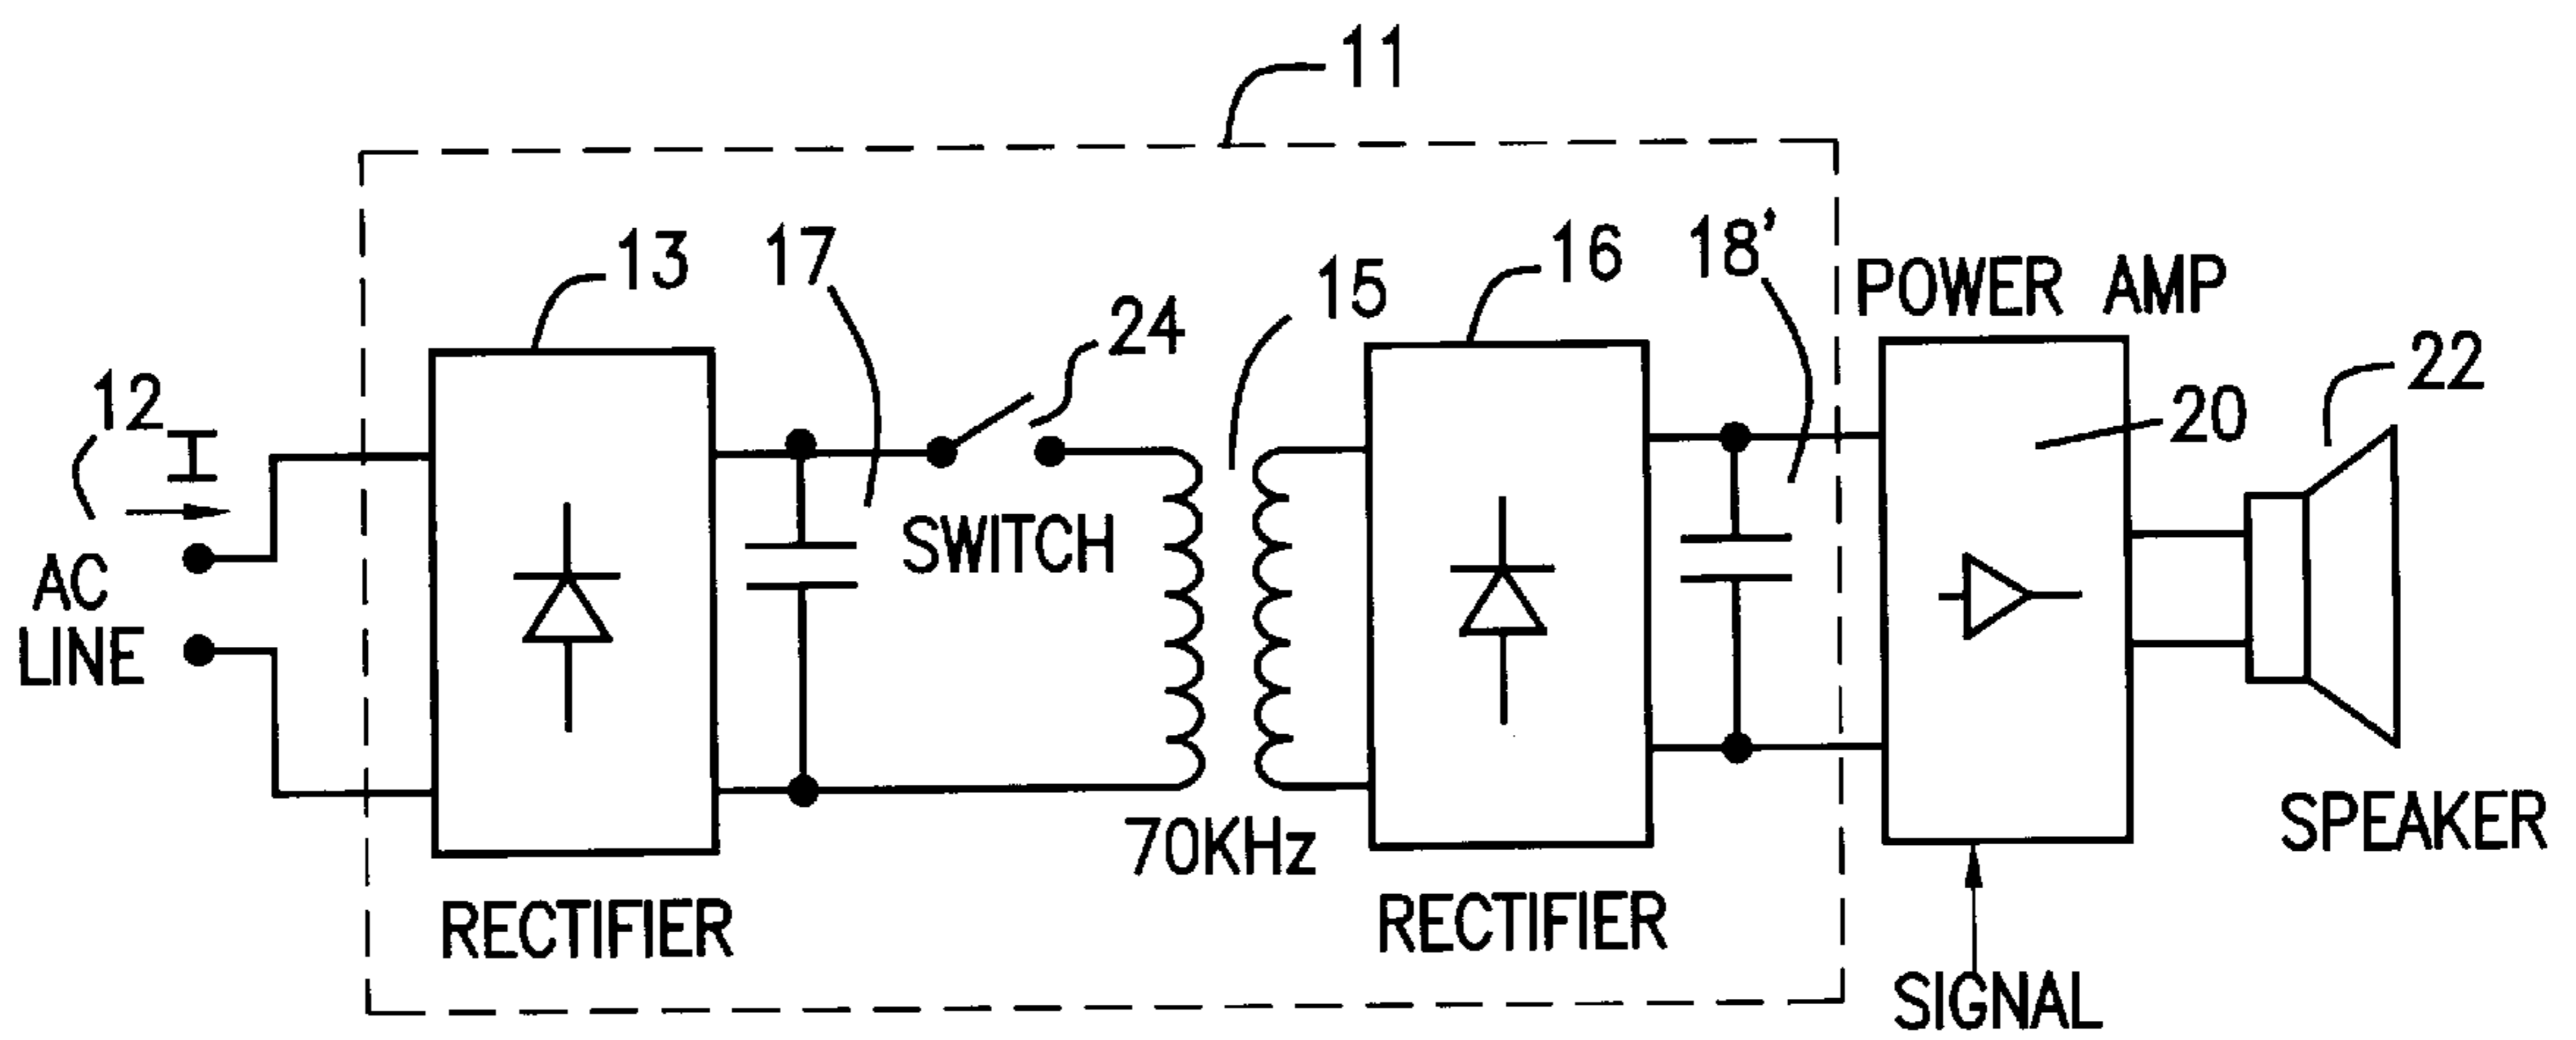 11
13
17
24
15
16
18'
POWER AMP
22
20
12
I
AC
LINE
SWITCH
70KHz
RECTIFIER
RECTIFIER
SPEAKER
SIGNAL